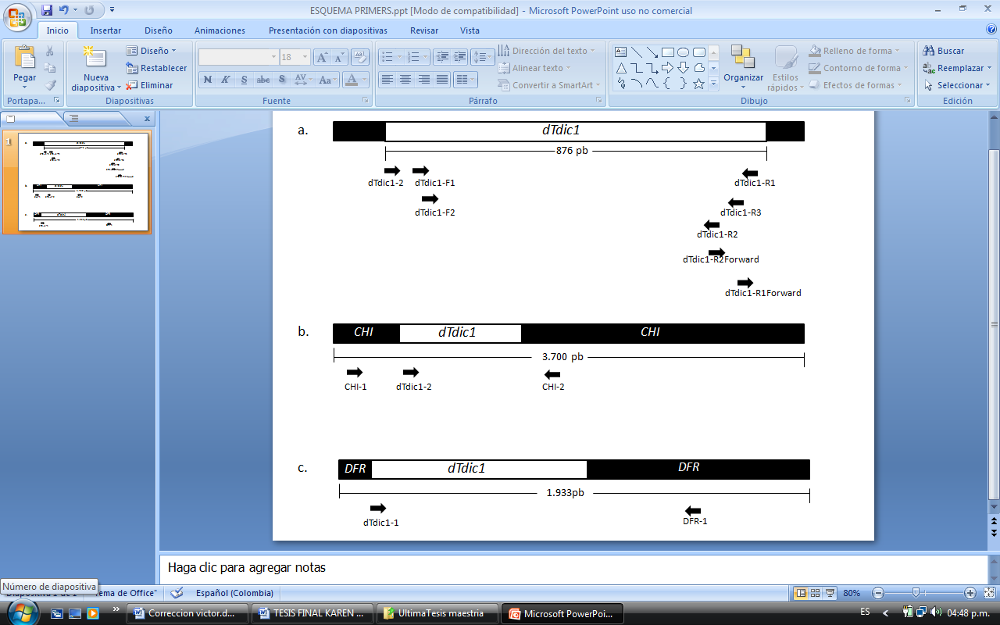 ESQUEMA PRIMERS.ppt [Modo de compatibilidad] - Microsoft PowerPoint uso no comercial
Inicio Insertar Diseño Animaciones Presentación con diapositivas Revisar Vista
Pegar
Nueva diapositiva
Diseño
Restablecer
Eliminar
18
N K S abc S AV Aa A
Dirección del texto
Alinear texto
Convertir a SmartArt
Organizar
Estilos rápidos
Relleno de forma
Contorno de forma
Efectos de formas
Buscar
Reemplazar
Seleccionar
Portapa... Diapositivas Fuente Párrafo Dibujo Edición
1
a. dTdic1
876 pb
dTdic1-2 dTdic1-F1 dTdic1-R1
dTdic1-F2 dTdic1-R3
dTdic1-R2
dTdic1-R2Forward
dTdic1-R1Forward
b. CHI dTdic1 CHI
3.700 pb
CHI-1 dTdic1-2 CHI-2
c. DFR dTdic1 DFR
1.933pb
dTdic1-1 DFR-1
Haga clic para agregar notas
Número de diapositiva
Tema de Office" Español (Colombia) 80%
Correccion victor.d... TESIS FINAL KAREN ... UltimaTesis maestria Microsoft PowerPoi... ES 04:48 p.m.